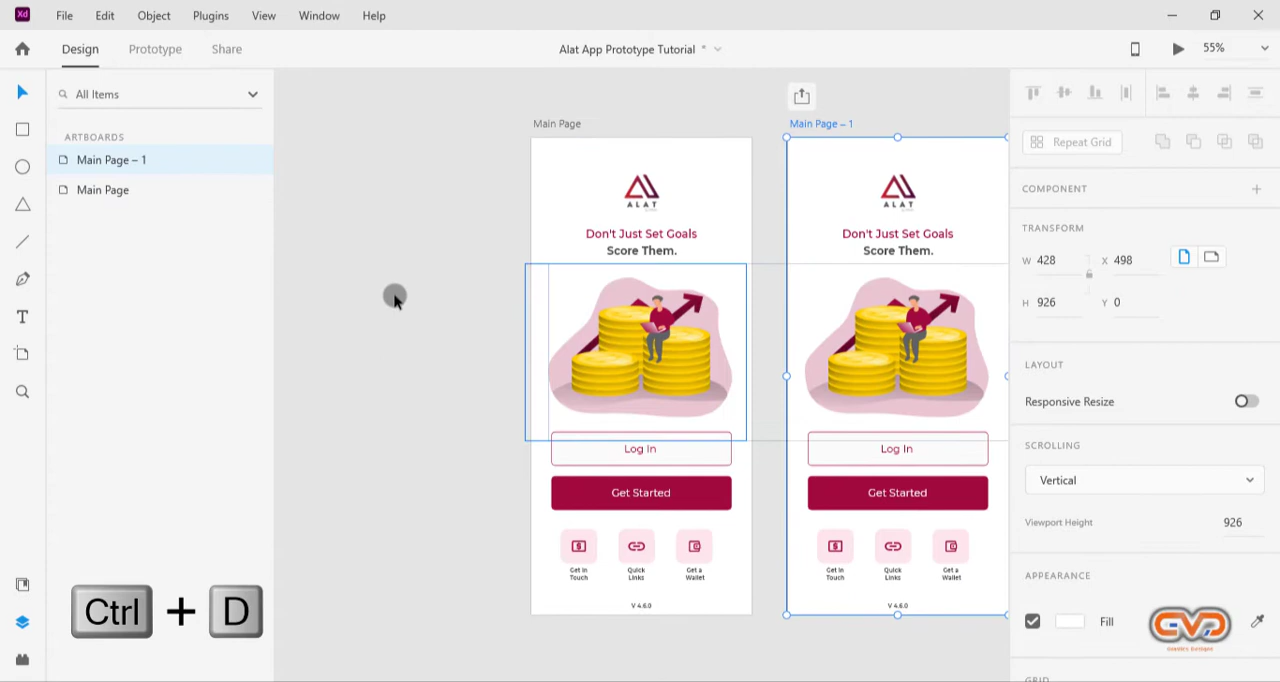 Xd File Edit Object Plugins View Window Help
Design Prototype Share Alat App Prototype Tutorial * 55%
All Items
ARTBOARDS
Main Page – 1
Main Page
Main Page
ALAT
Don't Just Set Goals
Score Them.
Log In
Get Started
Get In
Touch
Quick
Links
Get a
Wallet
V 4.6.0
Main Page – 1
ALAT
Don't Just Set Goals
Score Them.
Log In
Get Started
Get In
Touch
Quick
Links
Get a
Wallet
V 4.6.0
Repeat Grid
COMPONENT
TRANSFORM
W 428 X 498
H 926 Y 0
LAYOUT
Responsive Resize
SCROLLING
Vertical
Viewport Height 926
APPEARANCE
Fill
GRID
Ctrl + D